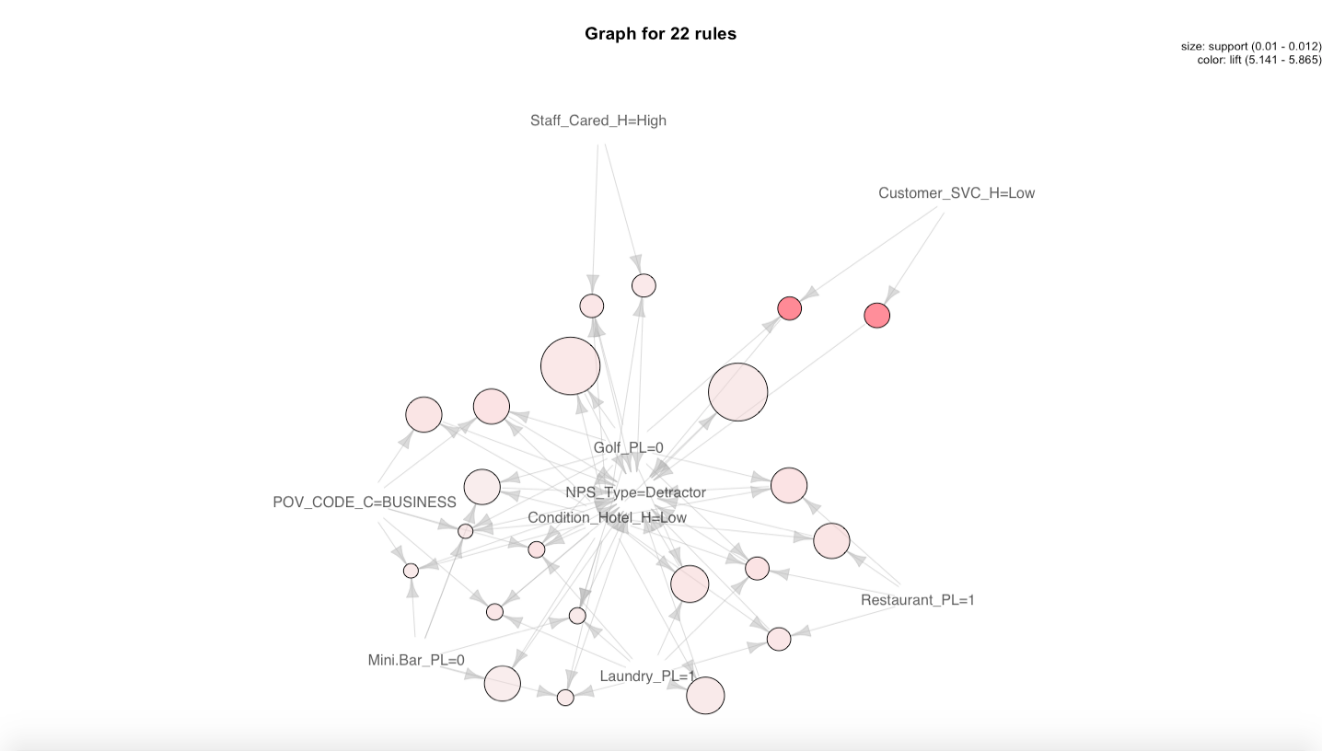 Graph for 22 rules
size: support (0.01 - 0.012)
color: lift (5.141 - 5.865)
Staff_Cared_H=High
Customer_SVC_H=Low
Golf_PL=0
NPS_Type=Detractor
POV_CODE_C=BUSINESS
Condition_Hotel_H=Low
Restaurant_PL=1
Mini.Bar_PL=0
Laundry_PL=1